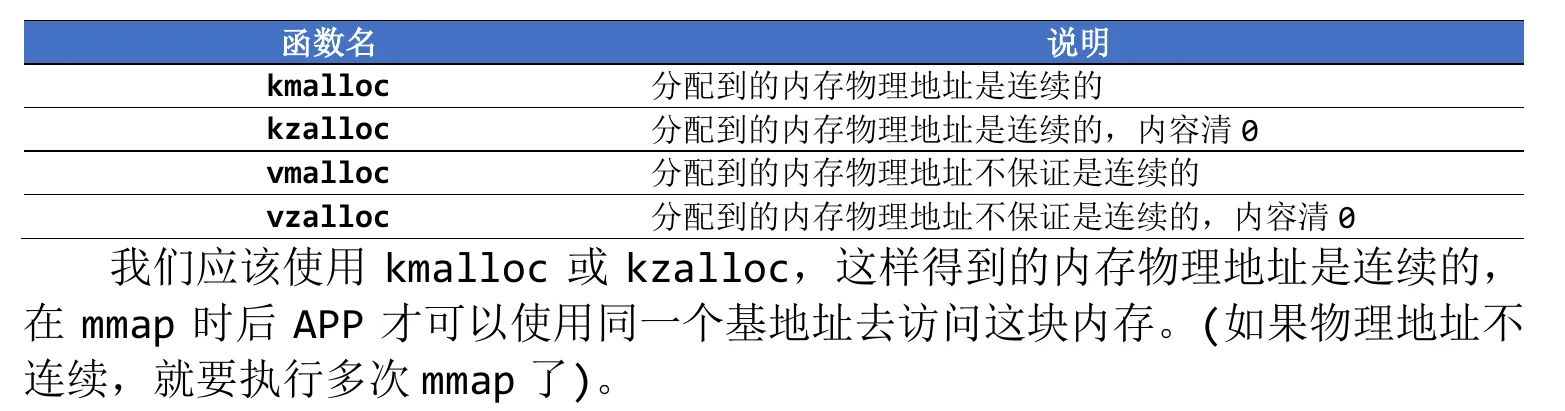 函数名 说明
kmalloc 分配到的内存物理地址是连续的
kzalloc 分配到的内存物理地址是连续的，内容清 0
vmalloc 分配到的内存物理地址不保证是连续的
vzalloc 分配到的内存物理地址不保证是连续的，内容清 0
我们应该使用 kmalloc 或 kzalloc，这样得到的内存物理地址是连续的，
在 mmap 时后 APP 才可以使用同一个基地址去访问这块内存。(如果物理地址不
连续，就要执行多次 mmap 了)。